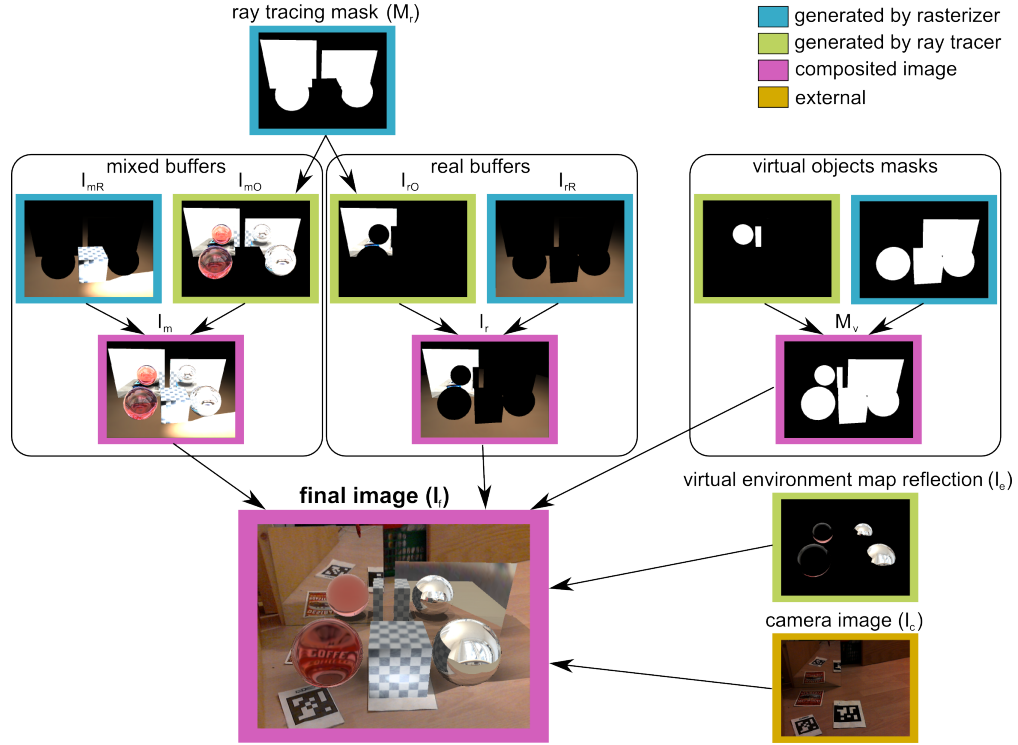 ray tracing mask (Mr)
generated by rasterizer
generated by ray tracer
composited image
external
mixed buffers
real buffers
virtual objects masks
ImR
ImO
IrO
IrR
Im
Ir
Mv
final image (If)
virtual environment map reflection (Ie)
camera image (Ic)
COFFE